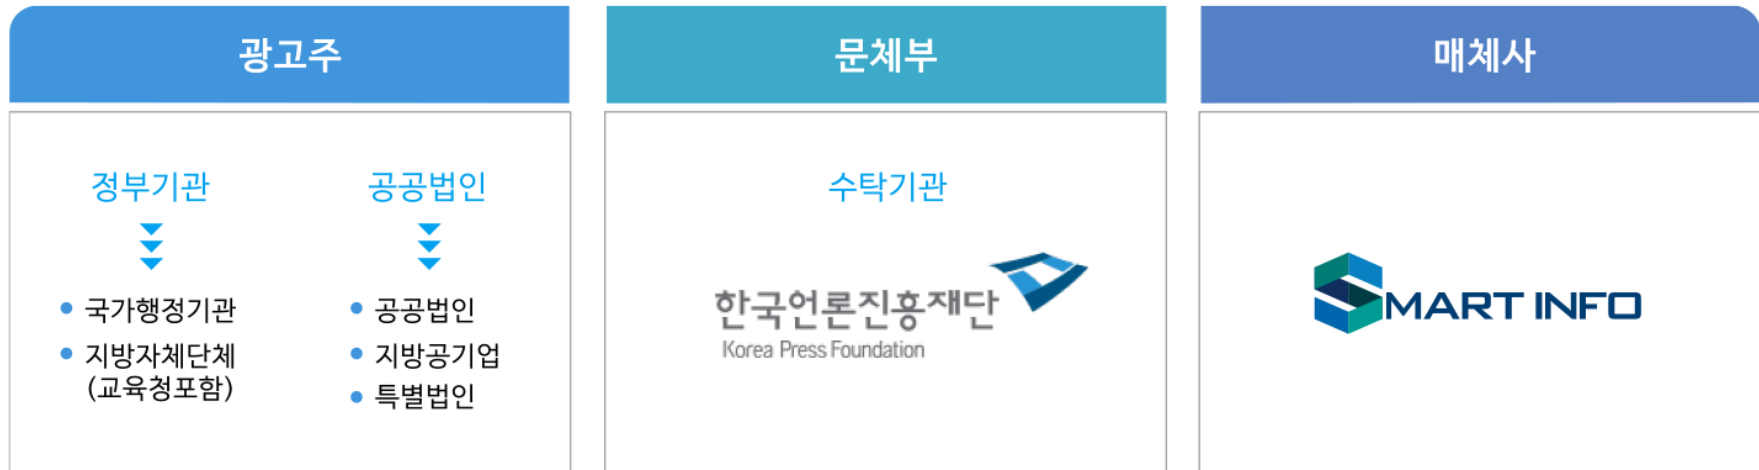 광고주
정부기관
국가행정기관
지방자체단체
(교육청포함)
공공법인
공공법인
지방공기업
특별법인
문체부
수탁기관
한국언론진흥재단
Korea Press Foundation
매체사
SMART INFO